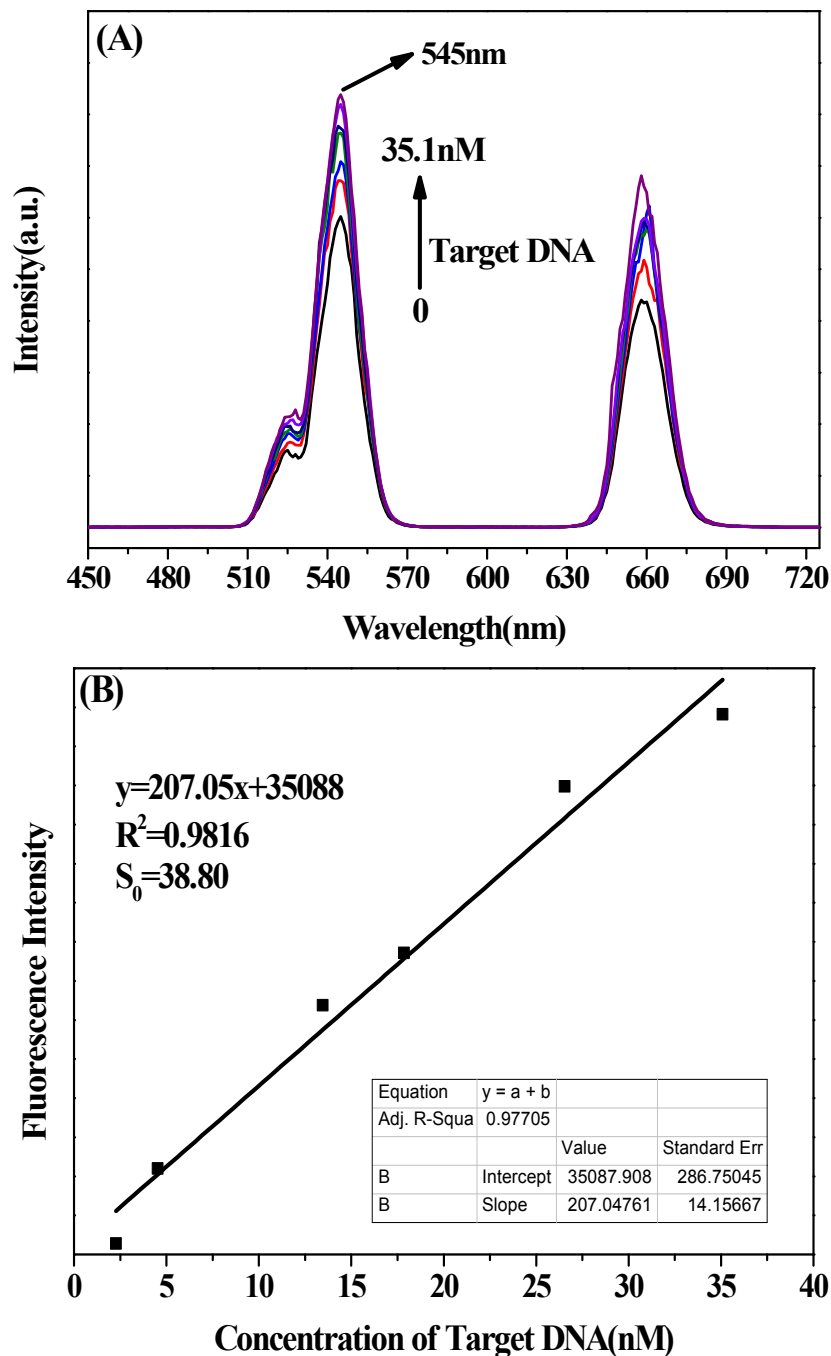 (A)
545nm
35.1nM
Target DNA
0
Intensity(a.u.)
450 480 510 540 570 600 630 660 690 720
Wavelength(nm)
(B)
y=207.05x+35088
R²=0.9816
S₀=38.80
Fluorescence Intensity
Equation y = a + b
Adj. R-Squa 0.97705
Value Standard Err
B Intercept 35087.908 286.75045
B Slope 207.04761 14.15667
0 5 10 15 20 25 30 35 40
Concentration of Target DNA(nM)